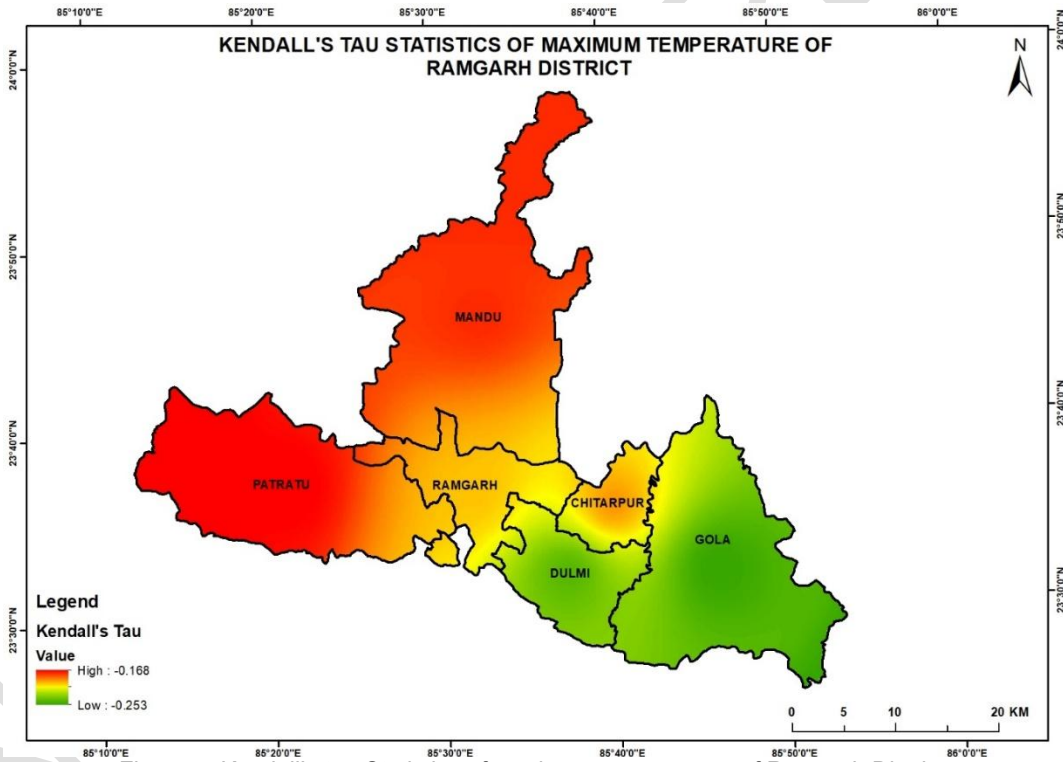 85°10'0"E 85°20'0"E 85°30'0"E 85°40'0"E 85°50'0"E 86°0'0"E
KENDALL'S TAU STATISTICS OF MAXIMUM TEMPERATURE OF
RAMGARH DISTRICT
N
24°0'0"N
24°0'0"N
23°50'0"N
23°50'0"N
MANDU
23°40'0"N
23°40'0"N
PATRATU
RAMGARH
CHITARPUR
GOLA
DULMI
23°30'0"N
23°30'0"N
Legend
Kendall's Tau
Value
High : -0.168
Low : -0.253
0 5 10 20 KM
85°10'0"E 85°20'0"E 85°30'0"E 85°40'0"E 85°50'0"E 86°0'0"E